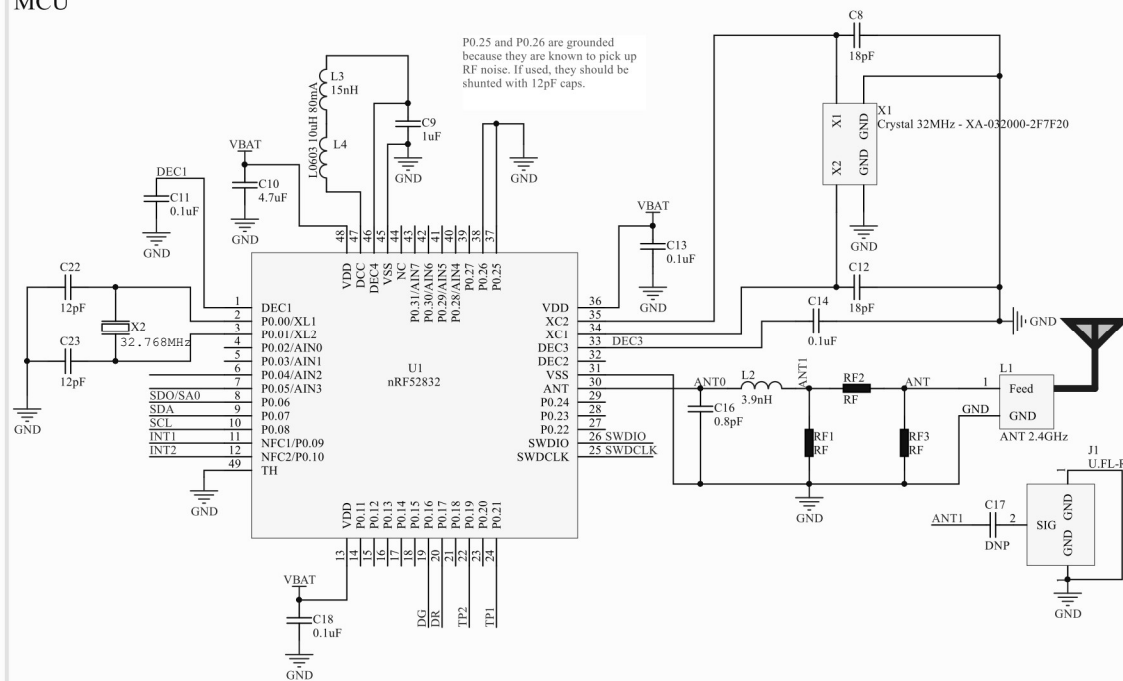 MCU
P0.25 and P0.26 are grounded
because they are known to pick up
RF noise. If used, they should be
shunted with 12pF caps.
C8
18pF
L3
15nH
L0603 10uH 80mA
L4
C9
1uF
GND
GND
X1
Crystal 32MHz - XA-032000-2F7F20
X1
GND
X2
GND
GND
VBAT
C10
4.7uF
GND
DEC1
C11
0.1uF
GND
VBAT
C13
0.1uF
GND
C12
18pF
C14
0.1uF
GND
C22
12pF
X2
32.768MHz
C23
12pF
GND
48 47 46 45 44 43 42 41 40 39 38 37
VDD
DCC
DEC4
VSS
NC
P0.31/AIN7
P0.30/AIN6
P0.29/AIN5
P0.28/AIN4
P0.27
P0.26
P0.25
1 DEC1
2 P0.00/XL1
3 P0.01/XL2
4 P0.02/AIN0
5 P0.03/AIN1
6 P0.04/AIN2
7 P0.05/AIN3
SDO/SA0 8 P0.06
SDA 9 P0.07
SCL 10 P0.08
INT1 11 NFC1/P0.09
INT2 12 NFC2/P0.10
49 TH
GND
U1
nRF52832
VDD 36
XC2 35
XC1 34
DEC3 33 DEC3
DEC2 32
VSS 31
ANT 30 ANT0
P0.24 29
P0.23 28
P0.22 27
SWDIO 26 SWDIO
SWDCLK 25 SWDCLK
VDD
P0.11
P0.12
P0.13
P0.14
P0.15
P0.16
P0.17
P0.18
P0.19
P0.20
P0.21
13 14 15 16 17 18 19 20 21 22 23 24
DG
DR
TP2
TP1
VBAT
C18
0.1uF
GND
L2
3.9nH
ANT1
C16
0.8pF
RF2
RF
ANT
RF1
RF
RF3
RF
GND
GND
L1
1 Feed
GND
ANT 2.4GHz
J1
U.FL-
1
ANT1
C17
DNP
2
SIG
GND
GND
GND